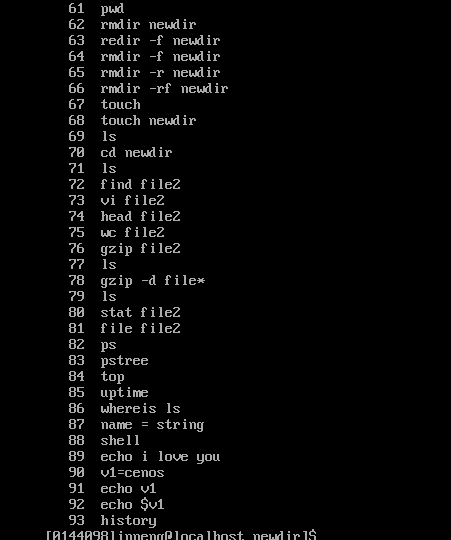 61 pwd
62 rmdir newdir
63 redir -f newdir
64 rmdir -f newdir
65 rmdir -r newdir
66 rmdir -rf newdir
67 touch
68 touch newdir
69 ls
70 cd newdir
71 ls
72 find file2
73 vi file2
74 head file2
75 wc file2
76 gzip file2
77 ls
78 gzip -d file*
79 ls
80 stat file2
81 file file2
82 ps
83 pstree
84 top
85 uptime
86 whereis ls
87 name = string
88 shell
89 echo i love you
90 v1=cenos
91 echo v1
92 echo $v1
93 history
[0144098linpeng@localhost newdir]$